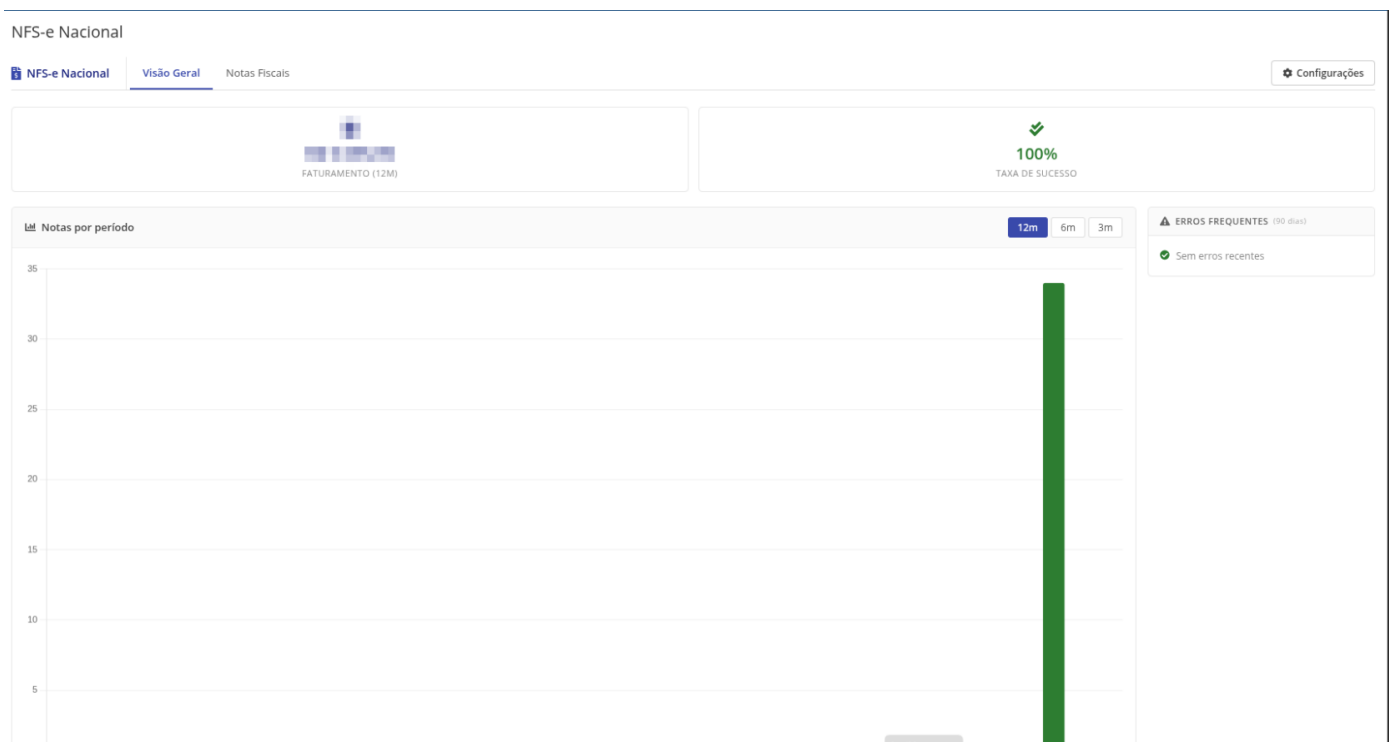 NFS-e Nacional
NFS-e Nacional Visão Geral Notas Fiscais Configurações
FATURAMENTO (12M)
100%
TAXA DE SUCESSO
Notas por período 12m 6m 3m
ERROS FREQUENTES (90 dias)
Sem erros recentes
35
30
25
20
15
10
5